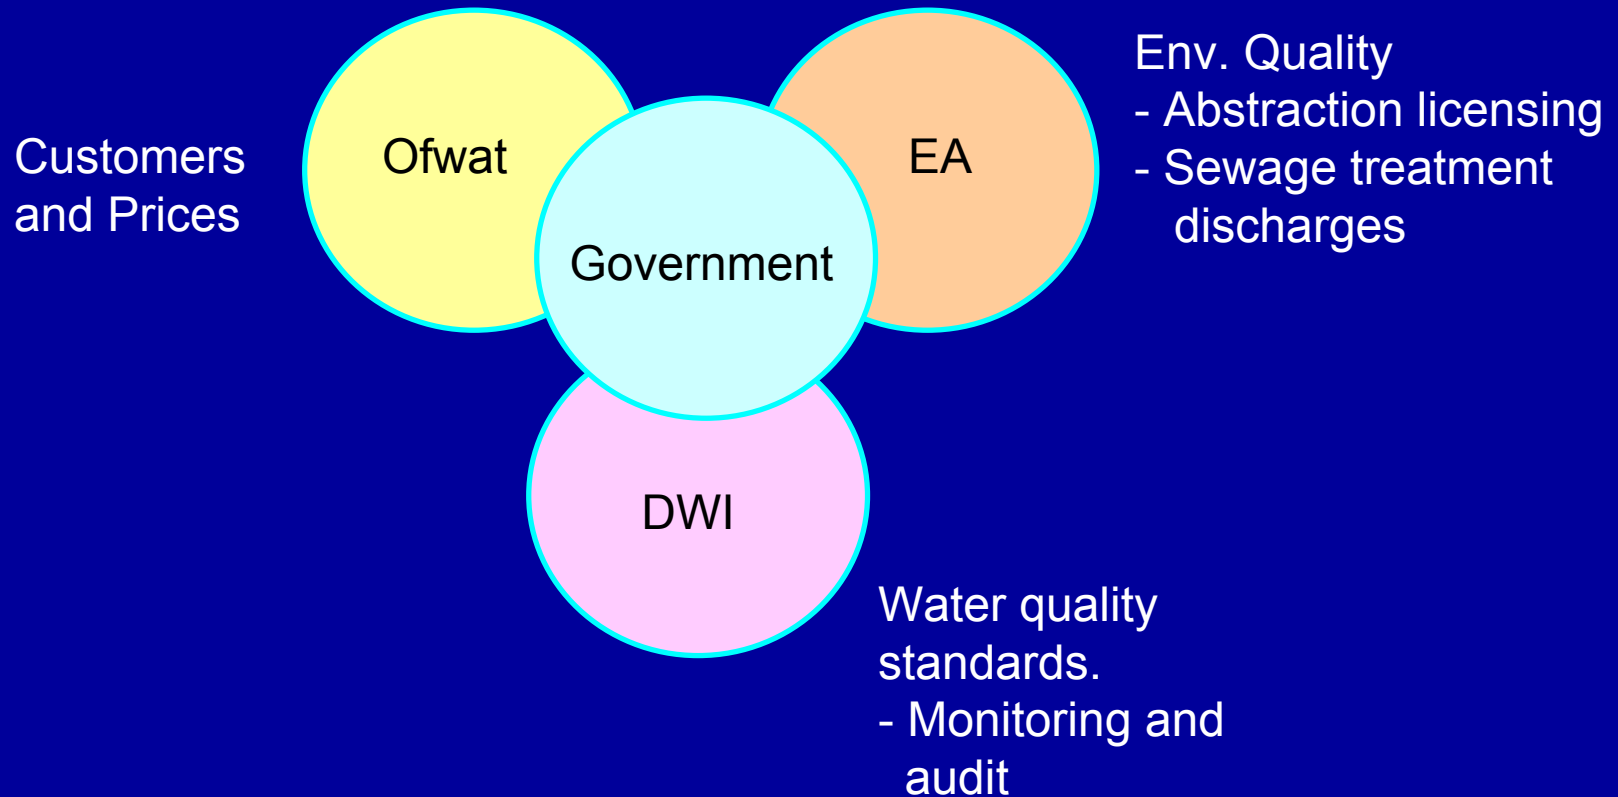 Customers
and Prices
Ofwat
Government
EA
Env. Quality
- Abstraction licensing
- Sewage treatment
discharges
DWI
Water quality
standards.
- Monitoring and
audit